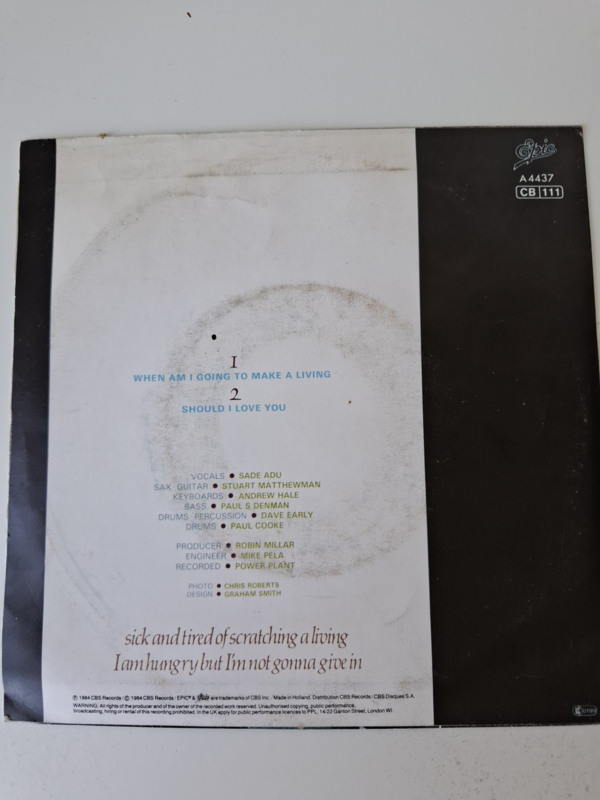 Epic
A 4437
CB 111
1
WHEN AM I GOING TO MAKE A LIVING
2
SHOULD I LOVE YOU
VOCALS • SADE ADU
SAX GUITAR • STUART MATTHEWMAN
KEYBOARDS • ANDREW HALE
BASS • PAUL S DENMAN
DRUMS PERCUSSION • DAVE EARLY
DRUMS • PAUL COOKE
PRODUCER • ROBIN MILLAR
ENGINEER • MIKE PELA
RECORDED • POWER PLANT
PHOTO • CHRIS ROBERTS
DESIGN • GRAHAM SMITH
sick and tired of scratching a living
I am hungry but I'm not gonna give in
℗ 1984 CBS Records / © 1984 CBS Records · EPIC® & Epic are trademarks of CBS Inc. · Made in Holland. Distribution CBS Records / CBS Disques S.A.
WARNING: All rights of the producer and of the owner of the recorded work reserved. Unauthorised copying, public performance,
broadcasting, hiring or rental of this recording prohibited. In the UK apply for public performance licences to PPL, 14-22 Ganton Street, London W1.